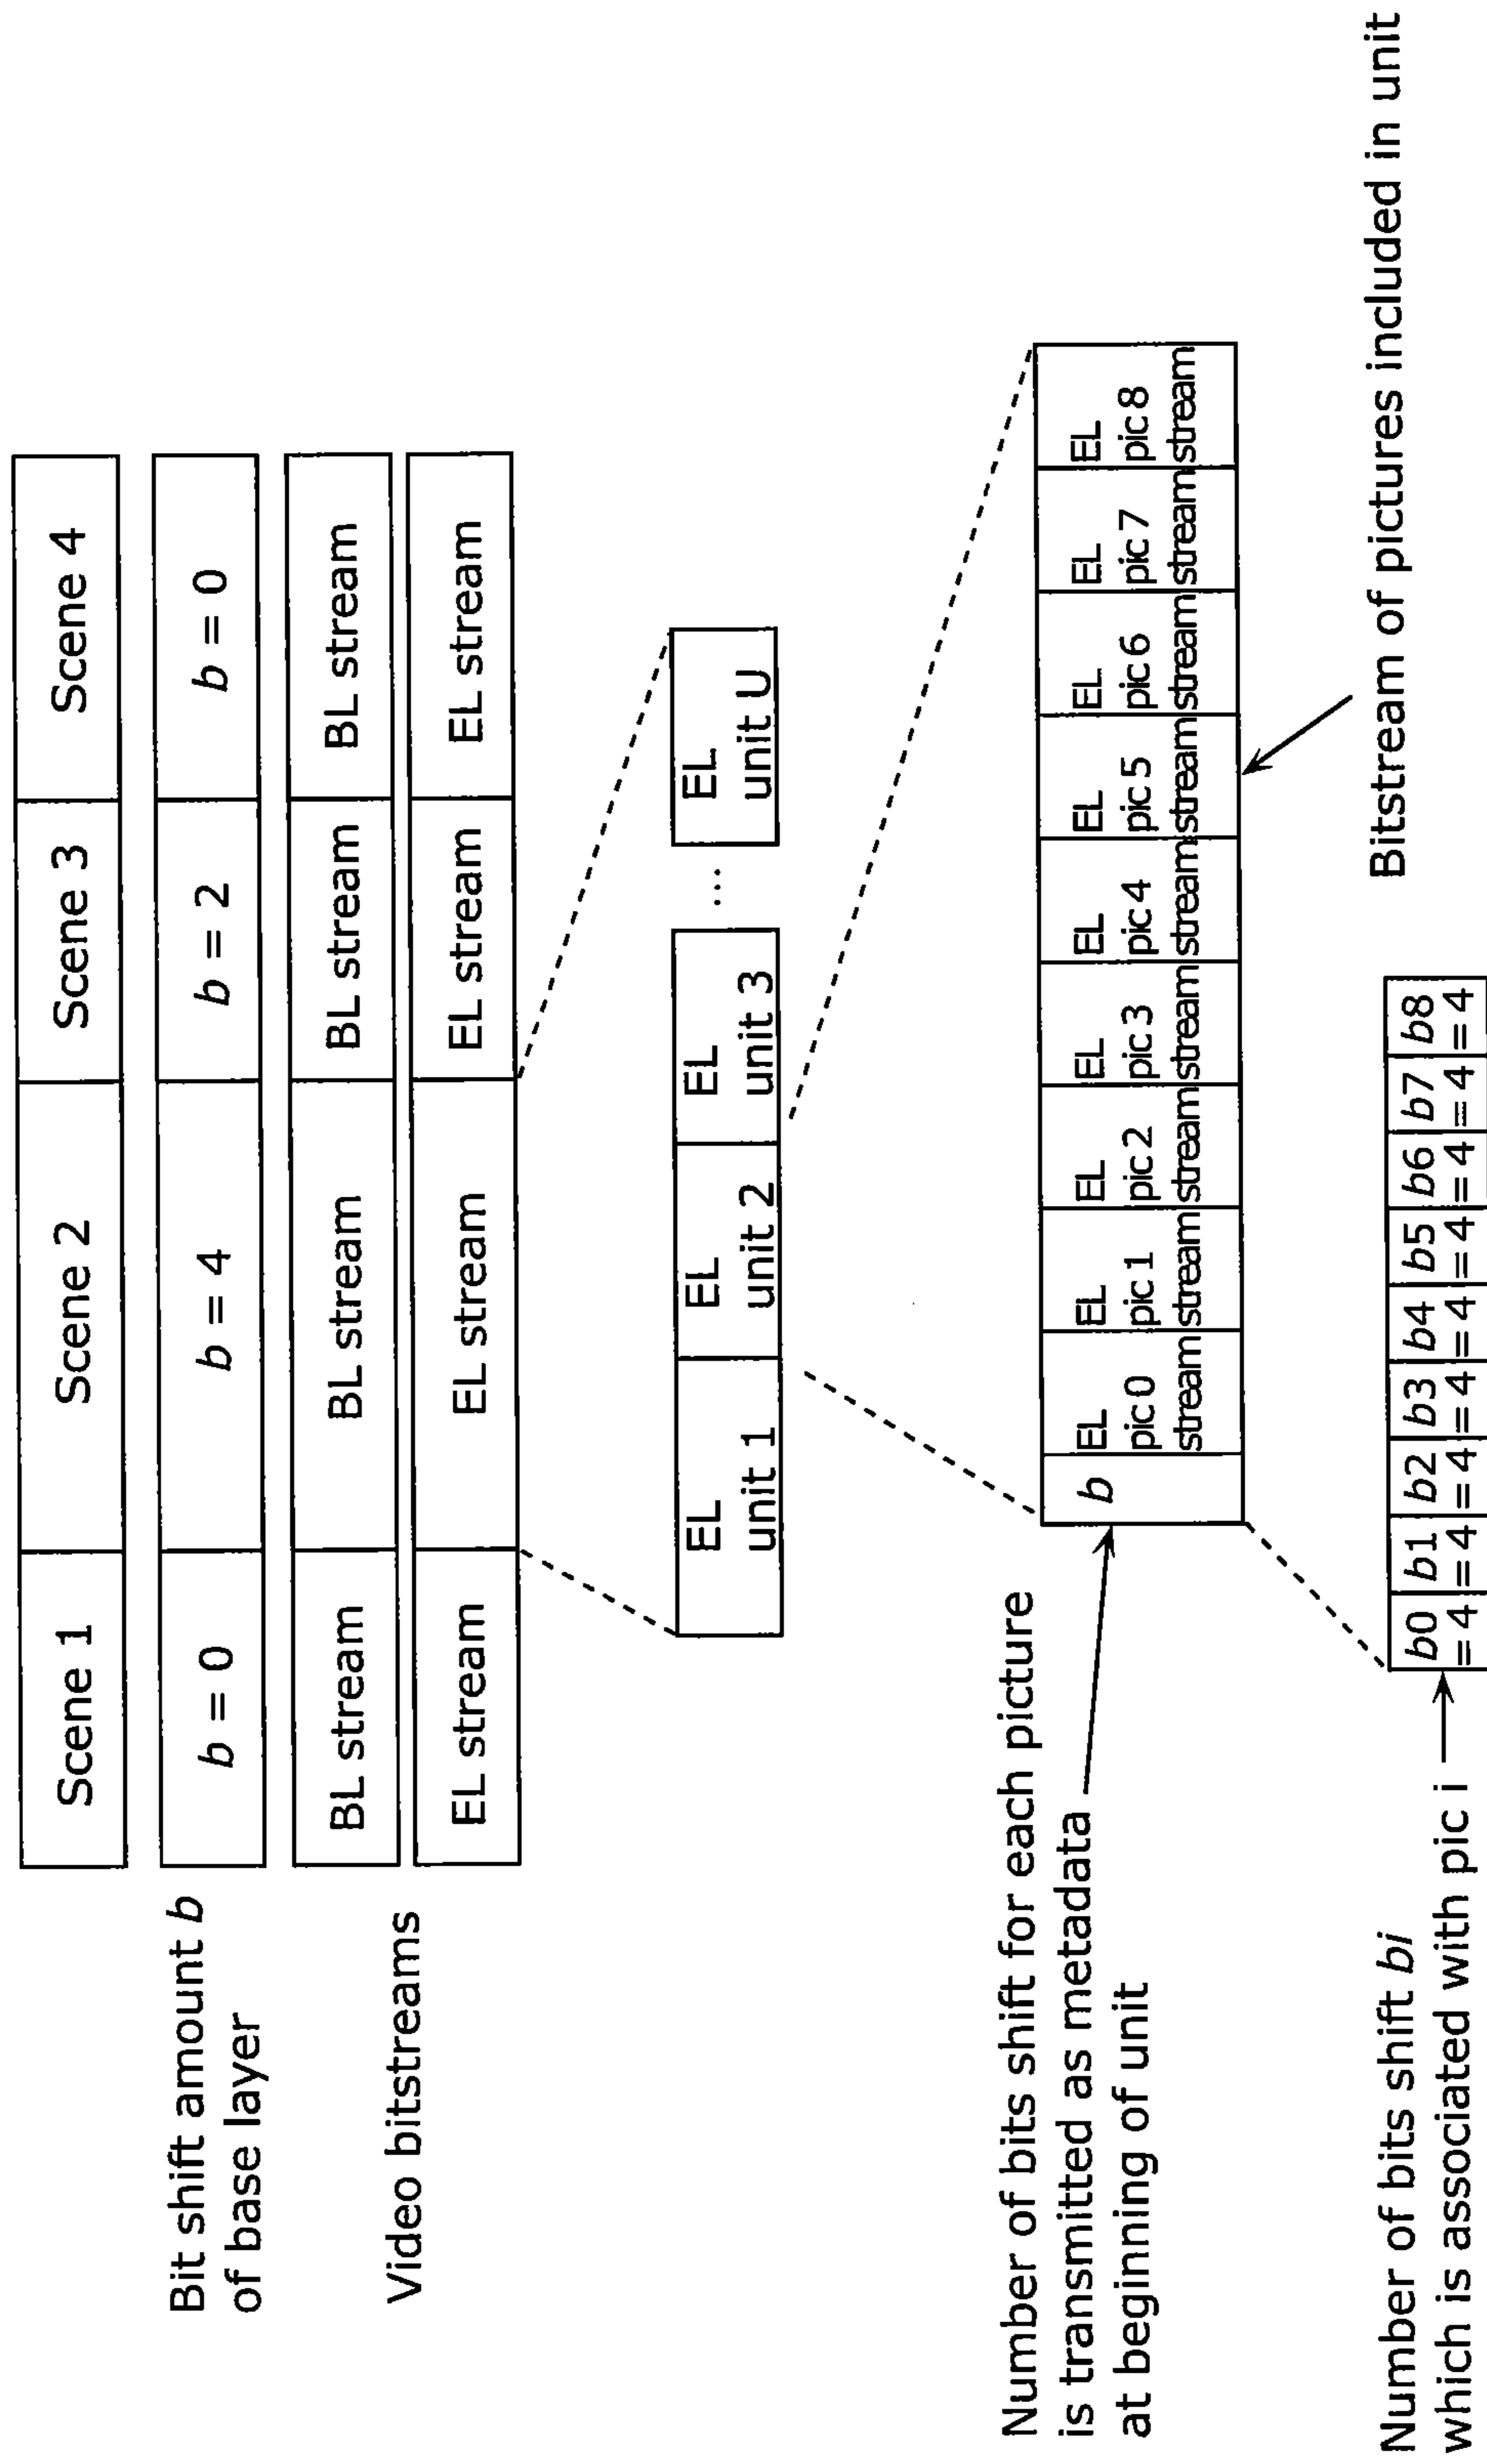 Scene 1 Scene 2 Scene 3 Scene 4
Bit shift amount b
of base layer
b = 0 b = 4 b = 2 b = 0
Video bitstreams
BL stream BL stream BL stream BL stream
EL stream EL stream EL stream EL stream
EL
unit 1
EL
unit 2
EL
unit 3
...
EL
unit U
Number of bits shift for each picture
is transmitted as metadata
at beginning of unit
b
EL
pic 0
stream
EL
pic 1
stream
EL
pic 2
stream
EL
pic 3
stream
EL
pic 4
stream
EL
pic 5
stream
EL
pic 6
stream
EL
pic 7
stream
EL
pic 8
stream
Bitstream of pictures included in unit
Number of bits shift bi
which is associated with pic i
b0 b1 b2 b3 b4 b5 b6 b7 b8
= 4 = 4 = 4 = 4 = 4 = 4 = 4 = 4 = 4